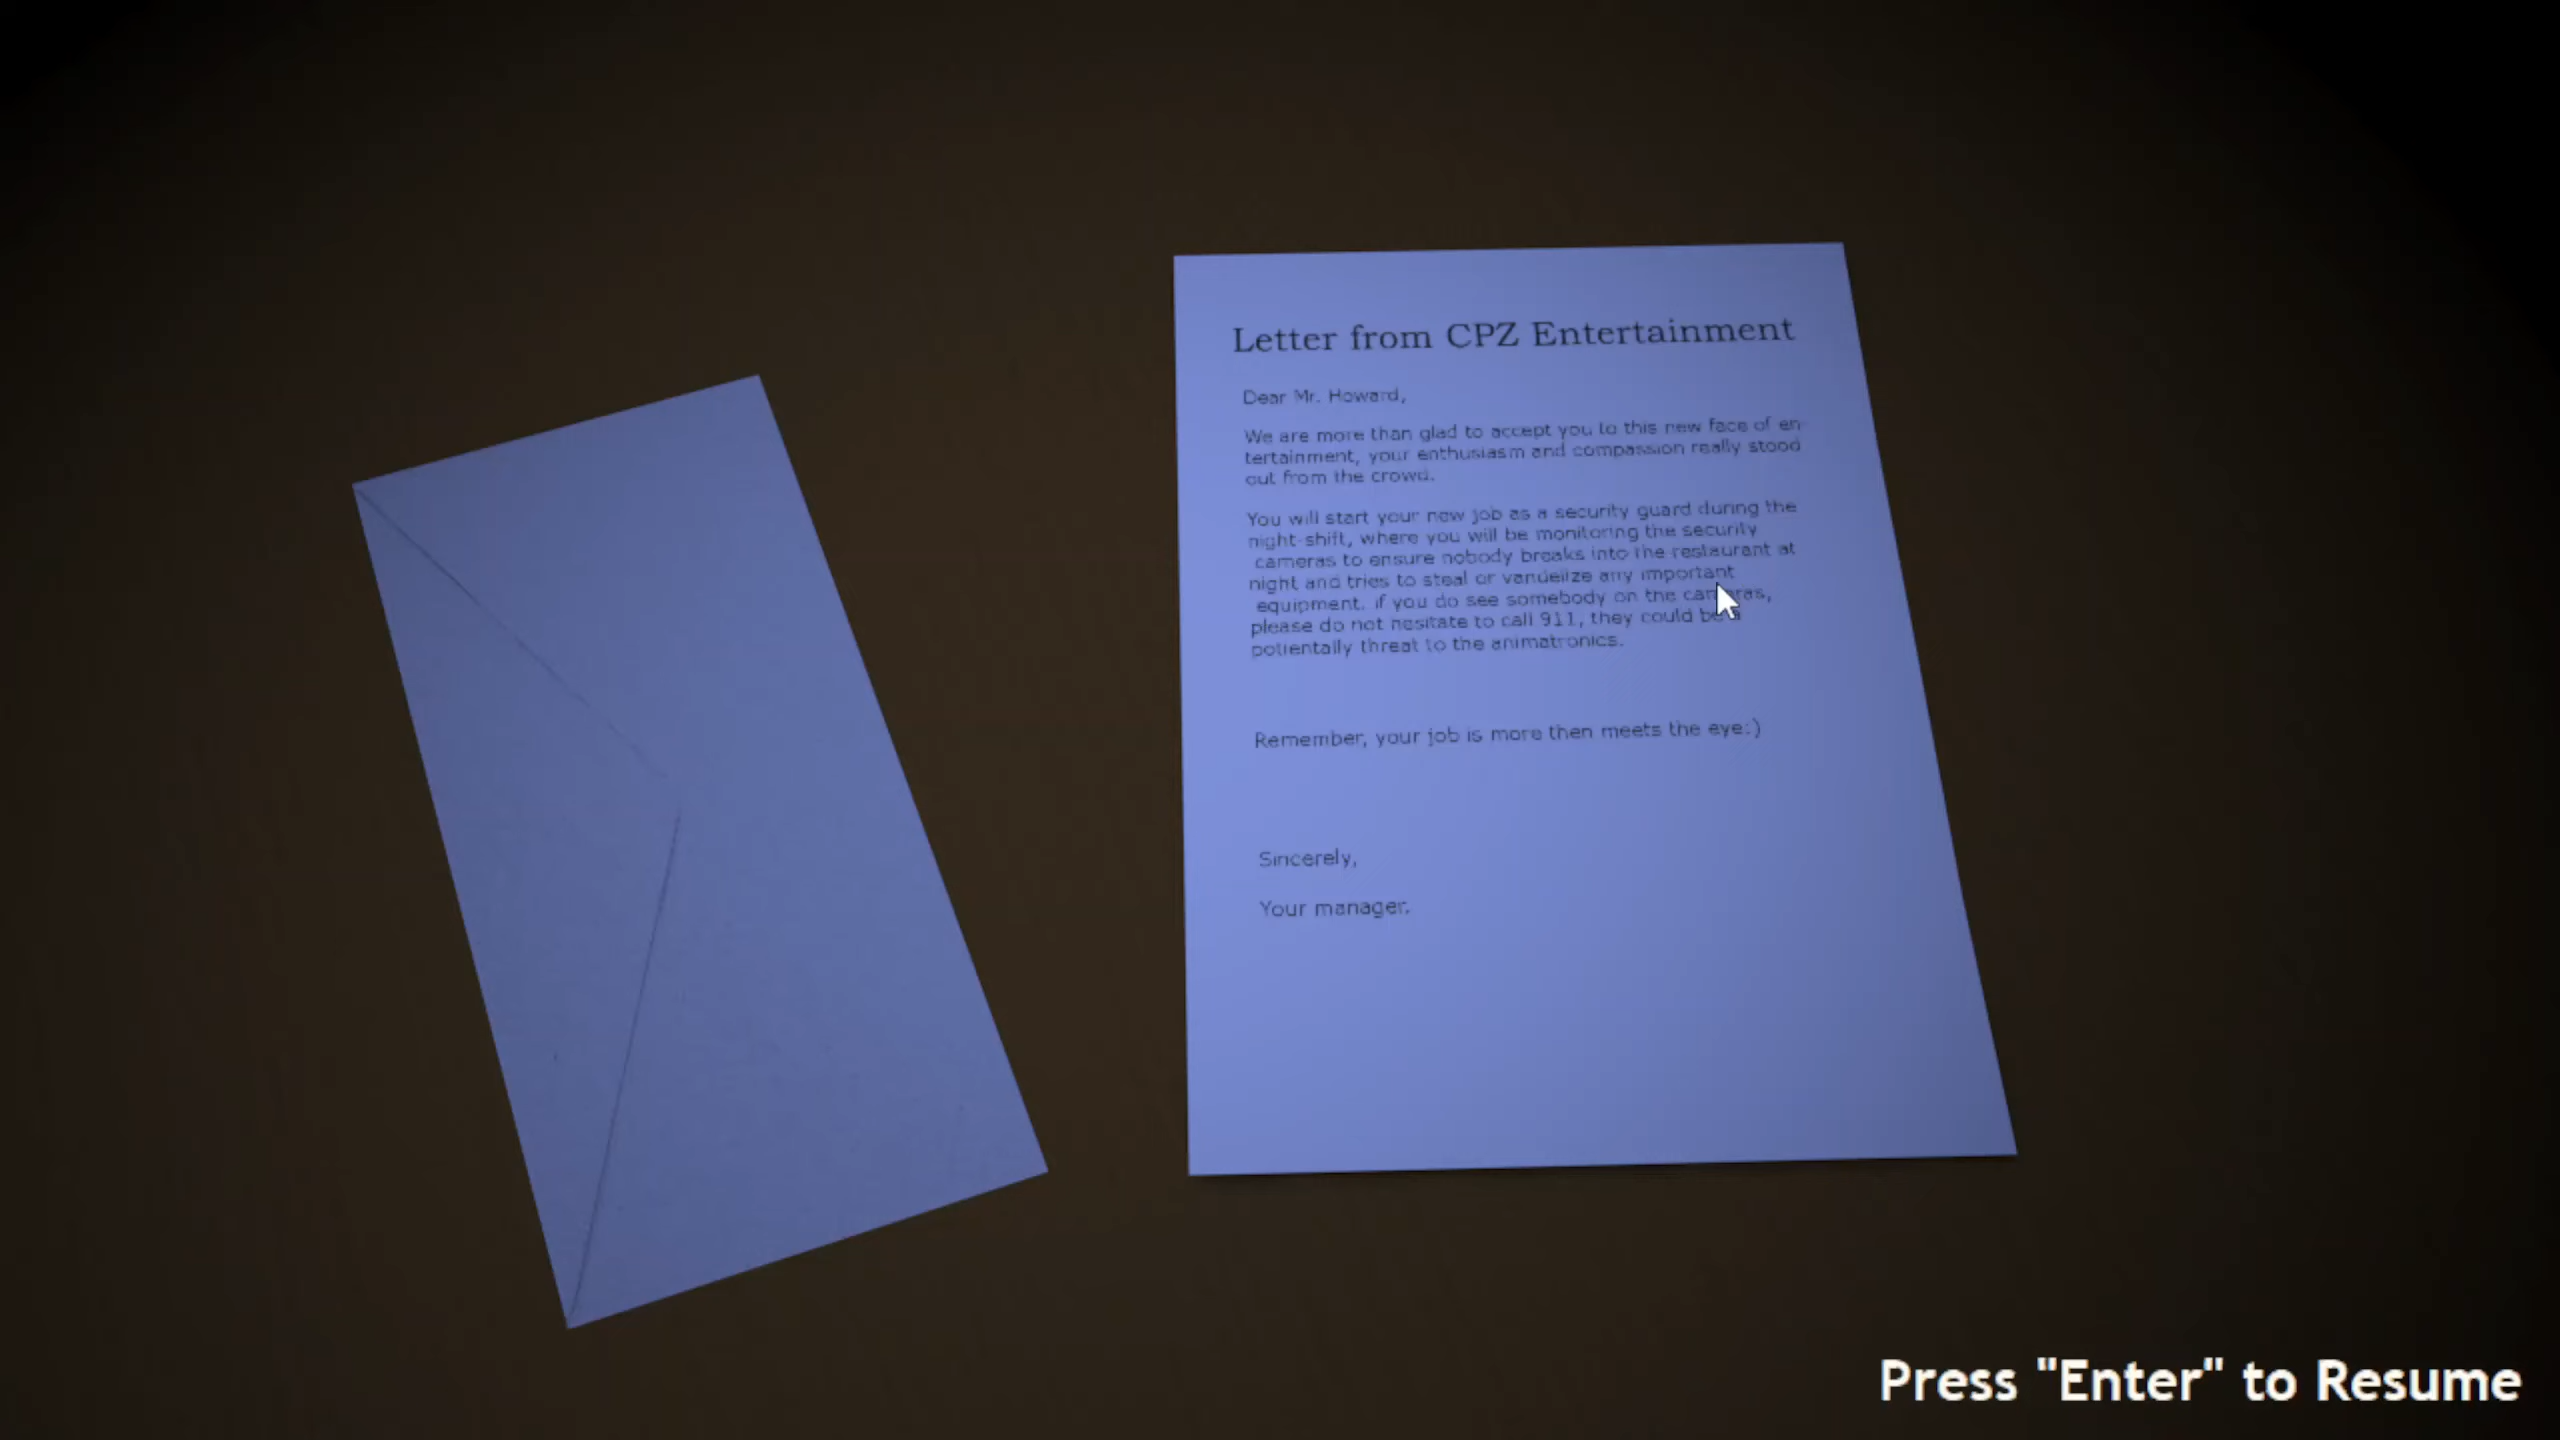 Letter from CPZ Entertainment
Dear Mr. Howard,
We are more than glad to accept you to this new face of en-
tertainment, your enthusiasm and compassion really stood
out from the crowd.
You will start your new job as a security guard during the
night-shift, where you will be monitoring the security
cameras to ensure nobody breaks into the restaurant at
night and tries to steal or vandelize any important
equipment. if you do see somebody on the cameras,
please do not hesitate to call 911, they could be a
potientally threat to the animatronics.
Remember, your job is more then meets the eye:)
Sincerely,
Your manager.
Press "Enter" to Resume